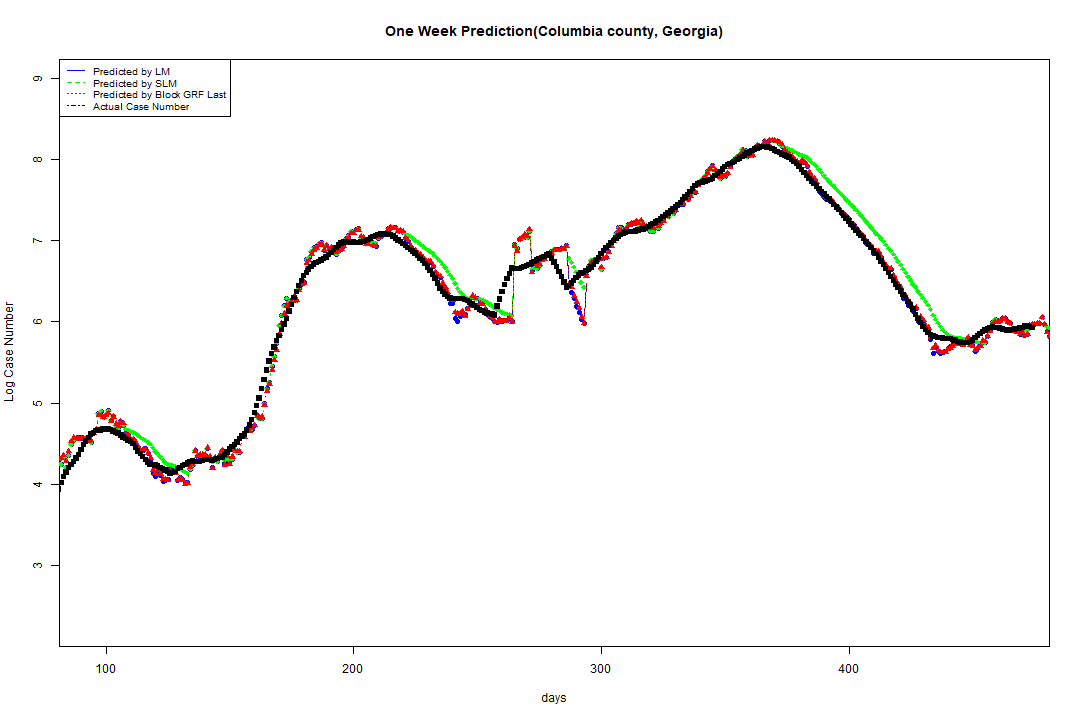 One Week Prediction(Columbia county, Georgia)
Predicted by LM
Predicted by SLM
Predicted by Block GRF Last
Actual Case Number
9
8
7
6
5
4
3
Log Case Number
100 200 300 400
days